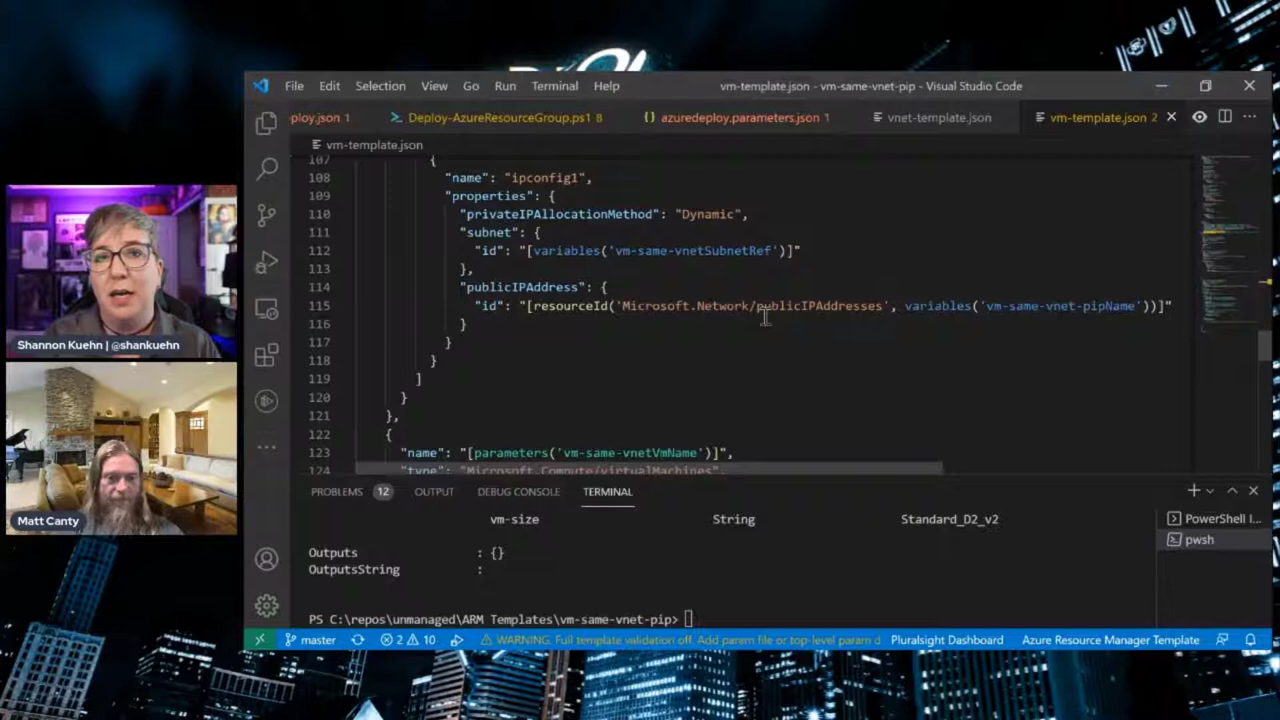 File Edit Selection View Go Run Terminal Help vm-template.json - vm-same-vnet-pip - Visual Studio Code
ploy.json 1 Deploy-AzureResourceGroup.ps1 8 azuredeploy.parameters.json 1 vnet-template.json vm-template.json 2
vm-template.json
107 {
108 "name": "ipconfig1",
109 "properties": {
110 "privateIPAllocationMethod": "Dynamic",
111 "subnet": {
112 "id": "[variables('vm-same-vnetSubnetRef')]"
113 },
114 "publicIPAddress": {
115 "id": "[resourceId('Microsoft.Network/publicIPAddresses', variables('vm-same-vnet-pipName'))]"
116 }
117 }
118 }
119 ]
120 }
121 },
122 {
123 "name": "[parameters('vm-same-vnetVmName')]",
124 "type": "Microsoft.Compute/virtualMachines",
Shannon Kuehn | @shankuehn
Matt Canty
PROBLEMS 12 OUTPUT DEBUG CONSOLE TERMINAL
vm-size String Standard_D2_v2
Outputs : {}
OutputsString :
PS C:\repos\unmanaged\ARM Templates\vm-same-vnet-pip>
PowerShell I...
pwsh
master 2 10 WARNING: Full template validation off. Add param file or top-level param d Pluralsight Dashboard Azure Resource Manager Template